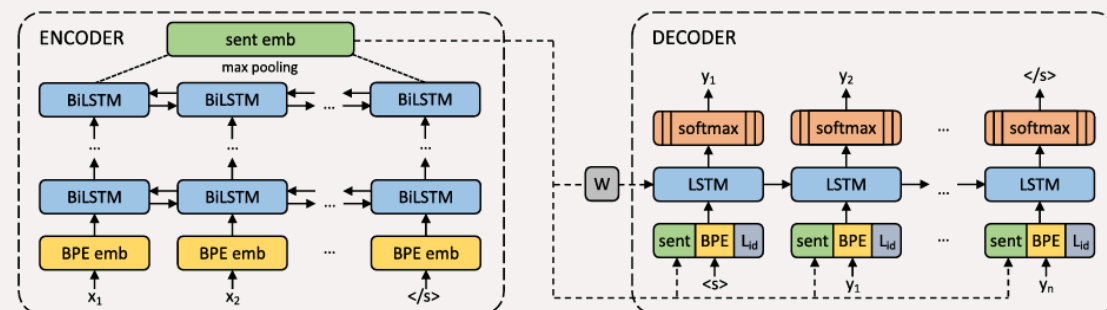 ENCODER
sent emb
max pooling
BiLSTM BiLSTM ... BiLSTM
... ... ...
BiLSTM BiLSTM ... BiLSTM
BPE emb BPE emb ... BPE emb
x1 x2 </s>
W
DECODER
y1 y2 </s>
softmax softmax ... softmax
LSTM LSTM ... LSTM
sent BPE Lid sent BPE Lid ... sent BPE Lid
<s> y1 yn